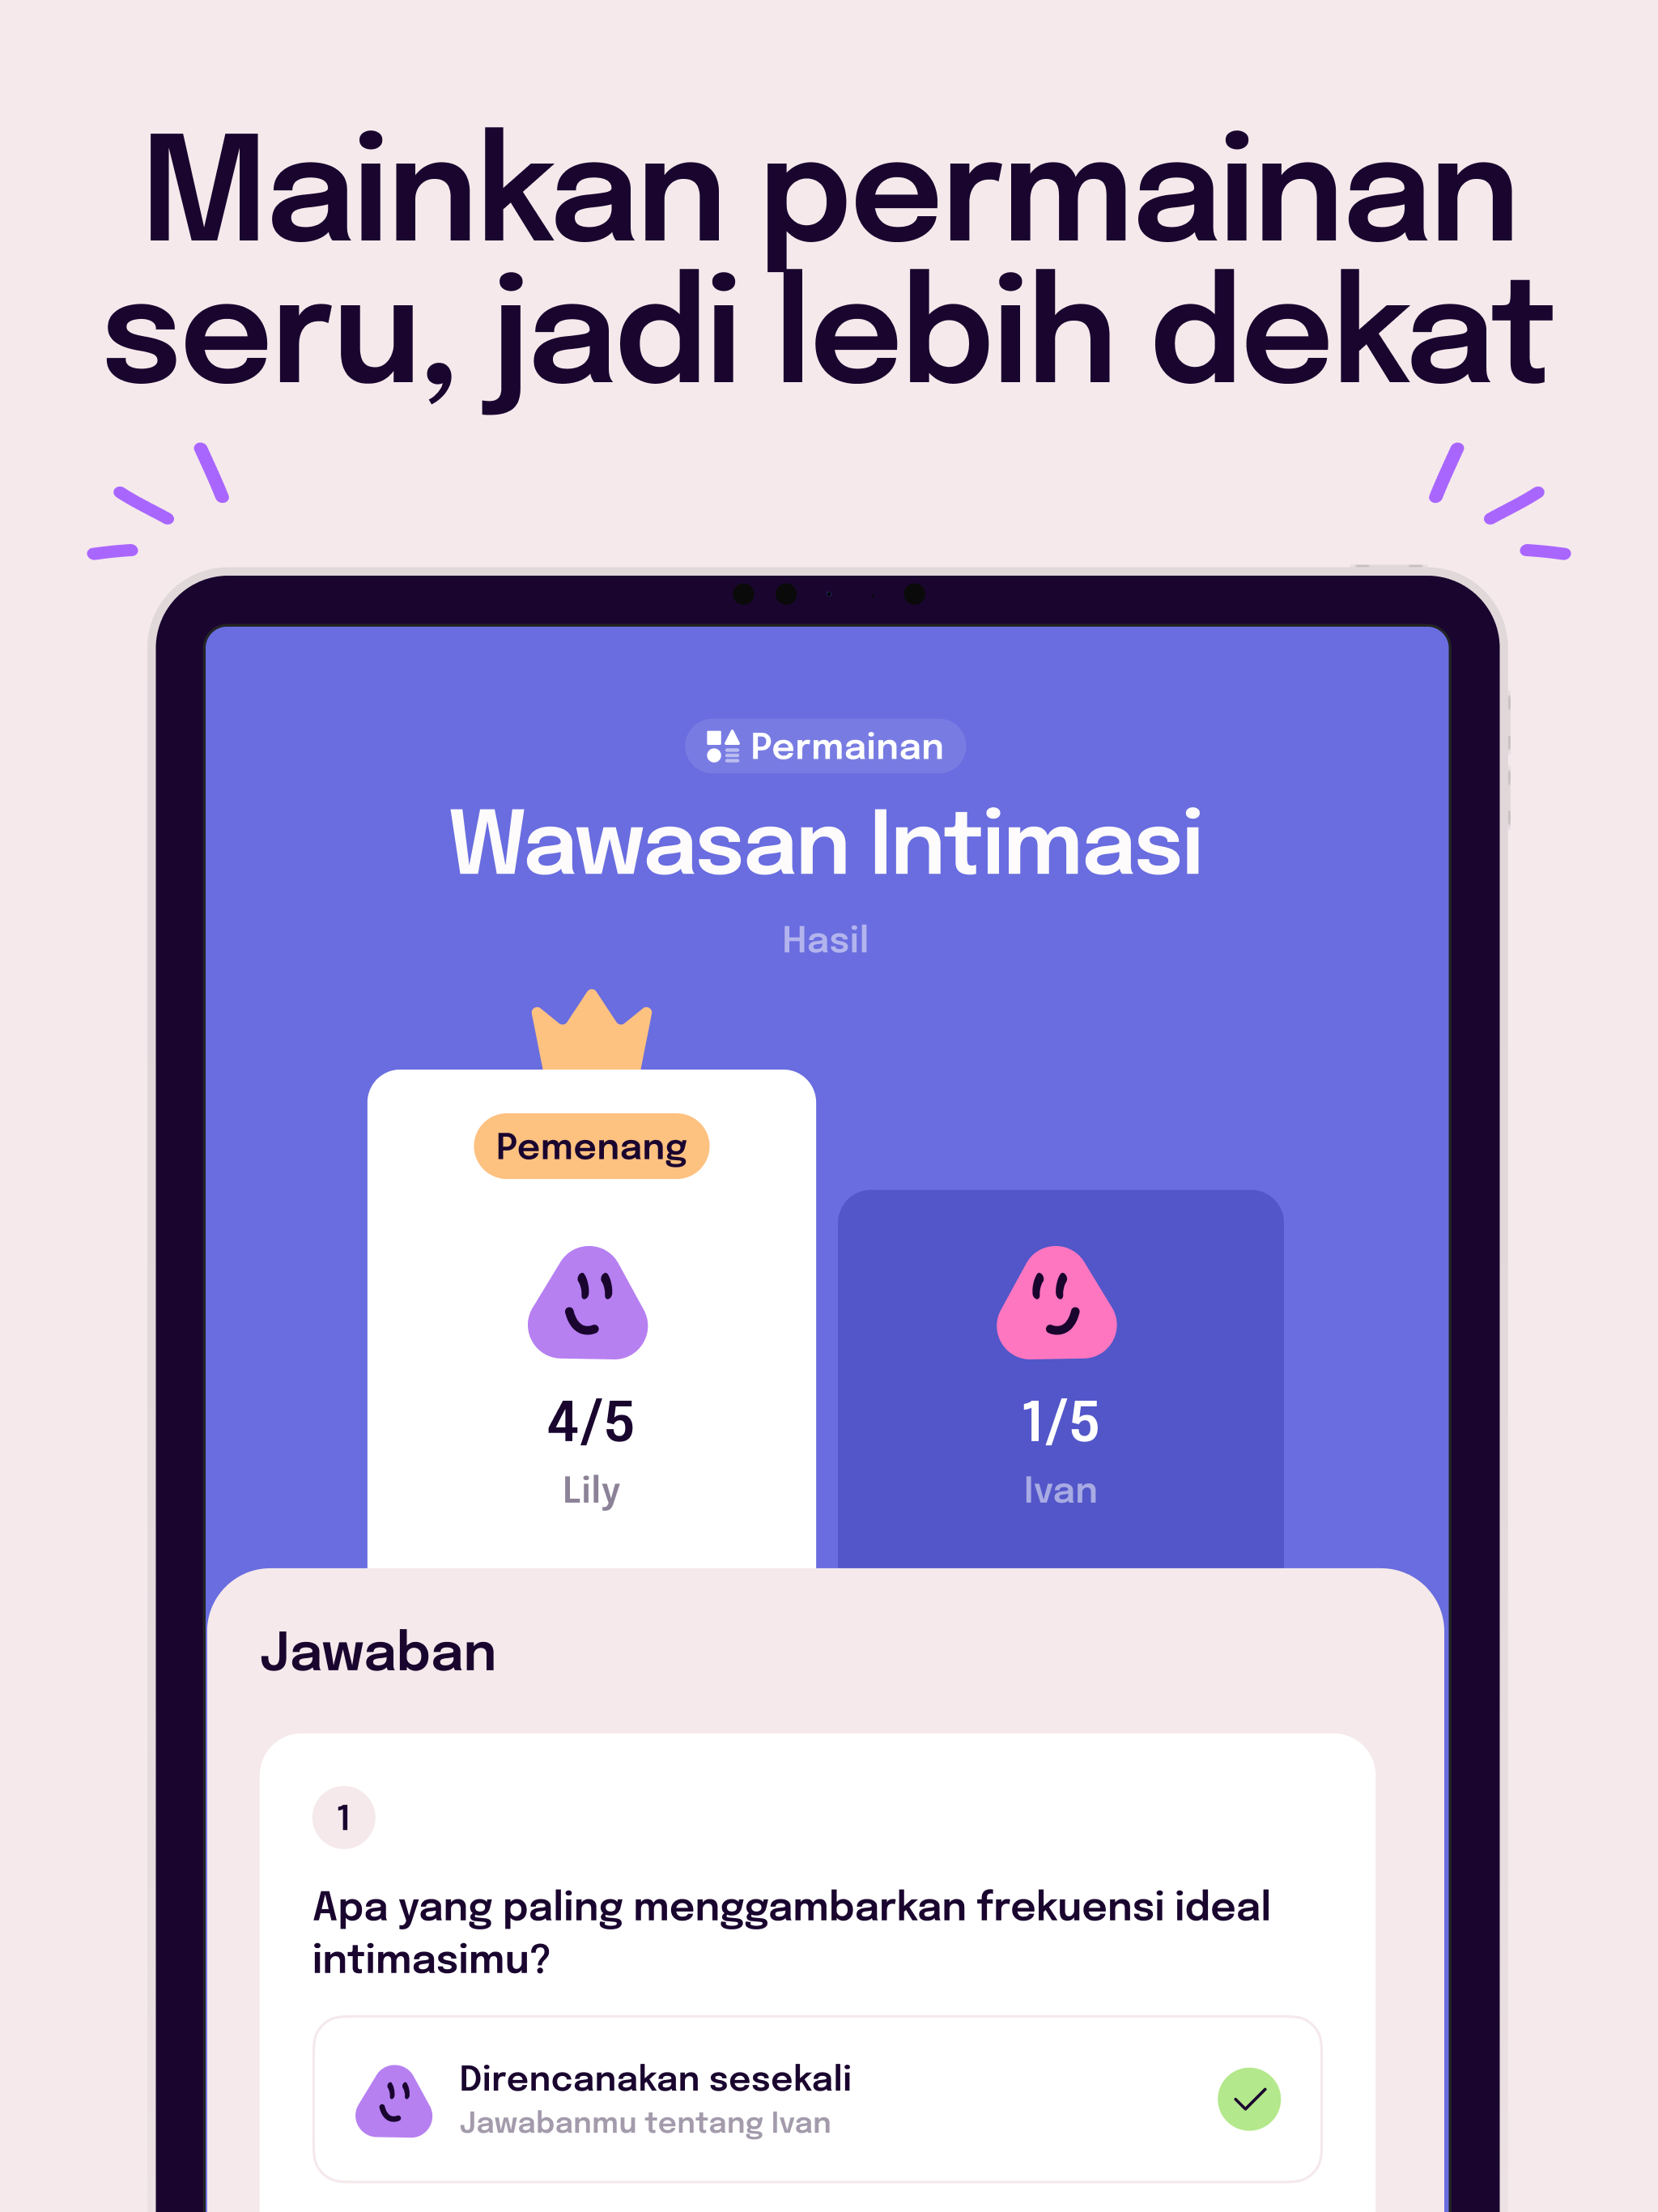 Mainkan permainan
seru, jadi lebih dekat
Permainan
Wawasan Intimasi
Hasil
Pemenang
4/5
Lily
1/5
Ivan
Jawaban
1
Apa yang paling menggambarkan frekuensi ideal
intimasimu?
Direncanakan sesekali
Jawabanmu tentang Ivan